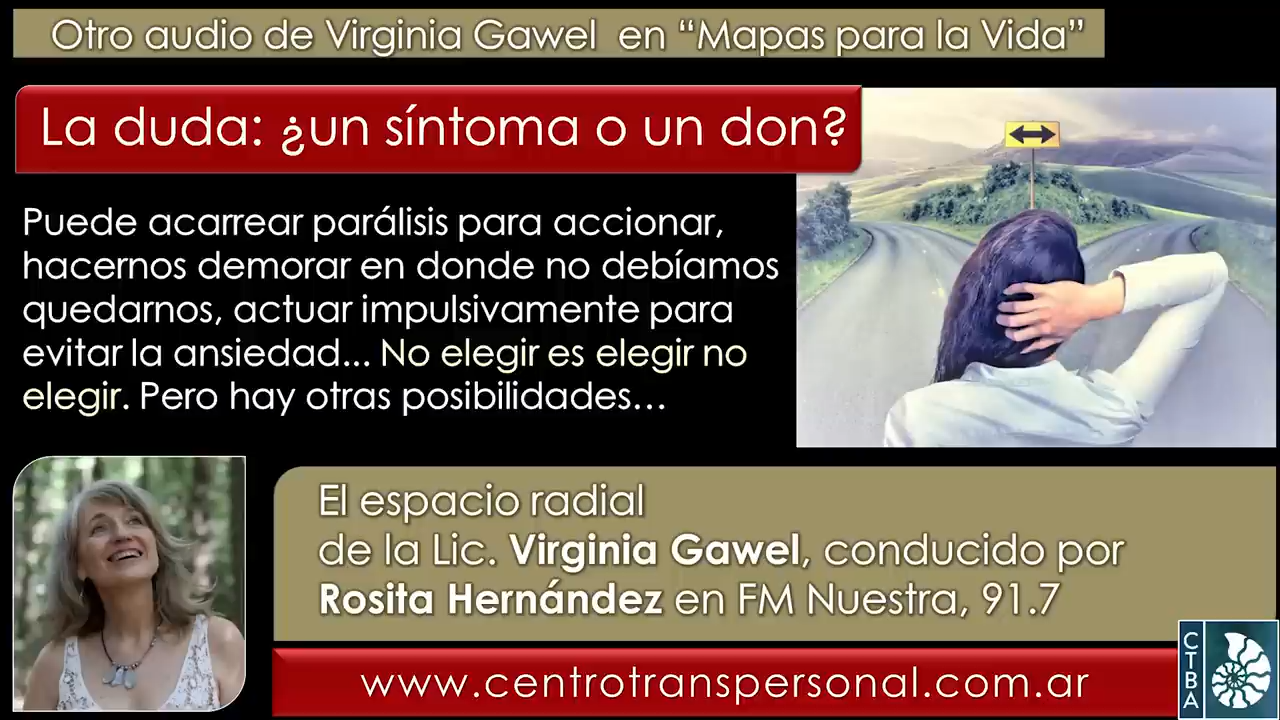 Otro audio de Virginia Gawel en “Mapas para la Vida”
La duda: ¿un síntoma o un don?
Puede acarrear parálisis para accionar,
hacernos demorar en donde no debíamos
quedarnos, actuar impulsivamente para
evitar la ansiedad... No elegir es elegir no
elegir. Pero hay otras posibilidades…
El espacio radial
de la Lic. Virginia Gawel, conducido por
Rosita Hernández en FM Nuestra, 91.7
www.centrotranspersonal.com.ar
CTBA